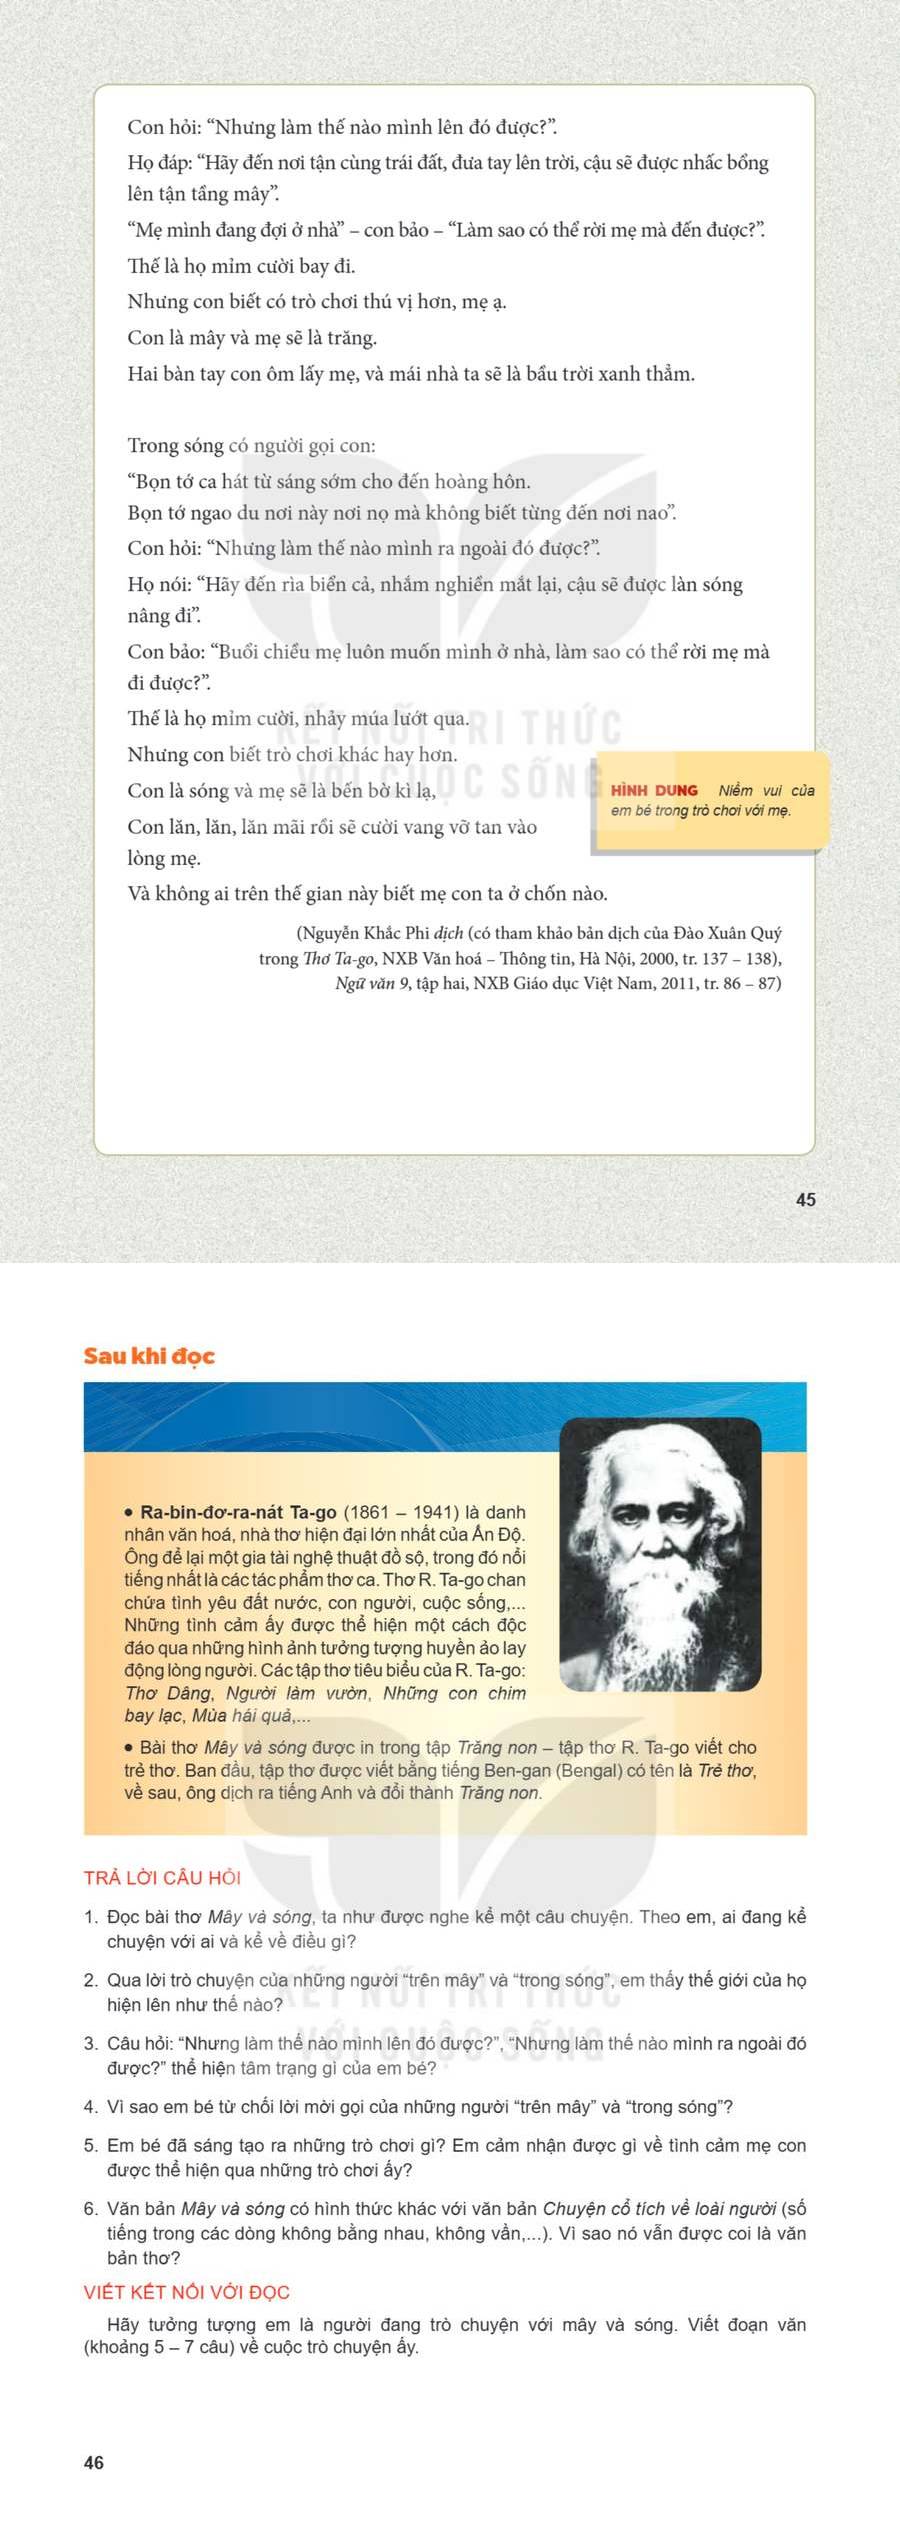 Con hỏi: “Nhưng làm thế nào mình lên đó được?”.
Họ đáp: “Hãy đến nơi tận cùng trái đất, đưa tay lên trời, cậu sẽ được nhấc bổng
lên tận tầng mây”.
“Mẹ mình đang đợi ở nhà” – con bảo – “Làm sao có thể rời mẹ mà đến được?”.
Thế là họ mỉm cười bay đi.
Nhưng con biết có trò chơi thú vị hơn, mẹ ạ.
Con là mây và mẹ sẽ là trăng.
Hai bàn tay con ôm lấy mẹ, và mái nhà ta sẽ là bầu trời xanh thẳm.
Trong sóng có người gọi con:
“Bọn tớ ca hát từ sáng sớm cho đến hoàng hôn.
Bọn tớ ngao du nơi này nơi nọ mà không biết từng đến nơi nao”.
Con hỏi: “Nhưng làm thế nào mình ra ngoài đó được?”.
Họ nói: “Hãy đến rìa biển cả, nhắm nghiền mắt lại, cậu sẽ được làn sóng
nâng đi”.
Con bảo: “Buổi chiều mẹ luôn muốn mình ở nhà, làm sao có thể rời mẹ mà
đi được?”.
Thế là họ mỉm cười, nhảy múa lướt qua.
Nhưng con biết trò chơi khác hay hơn.
Con là sóng và mẹ sẽ là bến bờ kì lạ,
Con lăn, lăn, lăn mãi rồi sẽ cười vang vỡ tan vào
lòng mẹ.
Và không ai trên thế gian này biết mẹ con ta ở chốn nào.
HÌNH DUNG Niềm vui của
em bé trong trò chơi với mẹ.
(Nguyễn Khắc Phi dịch (có tham khảo bản dịch của Đào Xuân Quý
trong Thơ Ta-go, NXB Văn hoá – Thông tin, Hà Nội, 2000, tr. 137 – 138),
Ngữ văn 9, tập hai, NXB Giáo dục Việt Nam, 2011, tr. 86 – 87)
KẾT NỐI TRI THỨC
VỚI CUỘC SỐNG
45
Sau khi đọc
• Ra-bin-đơ-ra-nát Ta-go (1861 – 1941) là danh
nhân văn hoá, nhà thơ hiện đại lớn nhất của Ấn Độ.
Ông để lại một gia tài nghệ thuật đồ sộ, trong đó nổi
tiếng nhất là các tác phẩm thơ ca. Thơ R. Ta-go chan
chứa tình yêu đất nước, con người, cuộc sống,...
Những tình cảm ấy được thể hiện một cách độc
đáo qua những hình ảnh tưởng tượng huyền ảo lay
động lòng người. Các tập thơ tiêu biểu của R. Ta-go:
Thơ Dâng, Người làm vườn, Những con chim
bay lạc, Mùa hái quả,...
• Bài thơ Mây và sóng được in trong tập Trăng non – tập thơ R. Ta-go viết cho
trẻ thơ. Ban đầu, tập thơ được viết bằng tiếng Ben-gan (Bengal) có tên là Trẻ thơ,
về sau, ông dịch ra tiếng Anh và đổi thành Trăng non.
TRẢ LỜI CÂU HỎI
1. Đọc bài thơ Mây và sóng, ta như được nghe kể một câu chuyện. Theo em, ai đang kể
chuyện với ai và kể về điều gì?
2. Qua lời trò chuyện của những người “trên mây” và “trong sóng”, em thấy thế giới của họ
hiện lên như thế nào?
3. Câu hỏi: “Nhưng làm thế nào mình lên đó được?”, “Nhưng làm thế nào mình ra ngoài đó
được?” thể hiện tâm trạng gì của em bé?
4. Vì sao em bé từ chối lời mời gọi của những người “trên mây” và “trong sóng”?
5. Em bé đã sáng tạo ra những trò chơi gì? Em cảm nhận được gì về tình cảm mẹ con
được thể hiện qua những trò chơi ấy?
6. Văn bản Mây và sóng có hình thức khác với văn bản Chuyện cổ tích về loài người (số
tiếng trong các dòng không bằng nhau, không vần,...). Vì sao nó vẫn được coi là văn
bản thơ?
KẾT NỐI TRI THỨC
VỚI CUỘC SỐNG
VIẾT KẾT NỐI VỚI ĐỌC
Hãy tưởng tượng em là người đang trò chuyện với mây và sóng. Viết đoạn văn
(khoảng 5 – 7 câu) về cuộc trò chuyện ấy.
46